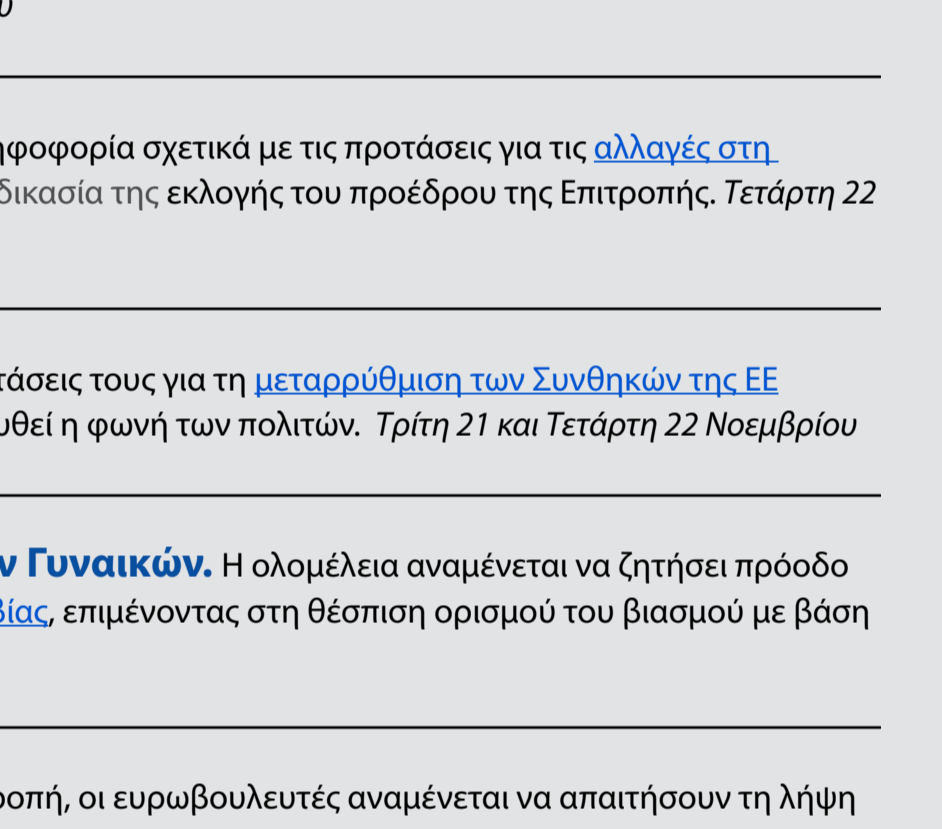 ηφοφορία σχετικά με τις προτάσεις για τις αλλαγές στη
δικασία της εκλογής του προέδρου της Επιτροπής. Τετάρτη 22
τάσεις τους για τη μεταρρύθμιση των Συνθηκών της ΕΕ
υθεί η φωνή των πολιτών. Τρίτη 21 και Τετάρτη 22 Νοεμβρίου
ν Γυναικών. Η ολομέλεια αναμένεται να ζητήσει πρόοδο
βίας, επιμένοντας στη θέσπιση ορισμού του βιασμού με βάση
ροπή, οι ευρωβουλευτές αναμένεται να απαιτήσουν τη λήψη